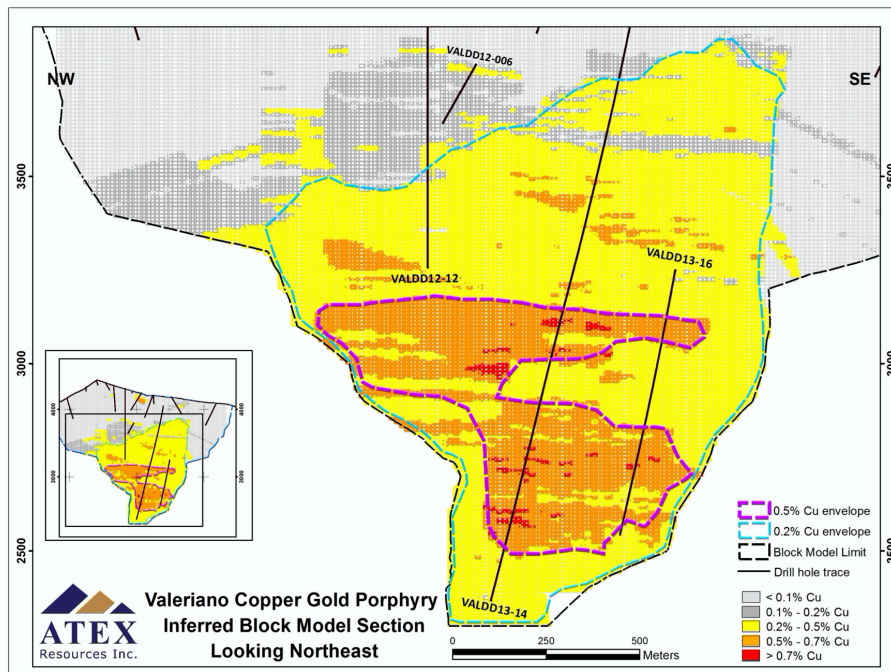 NW
VALDD12-006
SE
3500
3500
VALDD13-16
VALDD12-12
3000
3000
4000
4000
3000
3000
0.5% Cu envelope
0.2% Cu envelope
Block Model Limit
Drill hole trace
2500
2500
< 0.1% Cu
0.1% - 0.2% Cu
0.2% - 0.5% Cu
0.5% - 0.7% Cu
> 0.7% Cu
VALDD13-14
ATEX
Resources Inc.
Valeriano Copper Gold Porphyry
Inferred Block Model Section
Looking Northeast
0 250 500
Meters